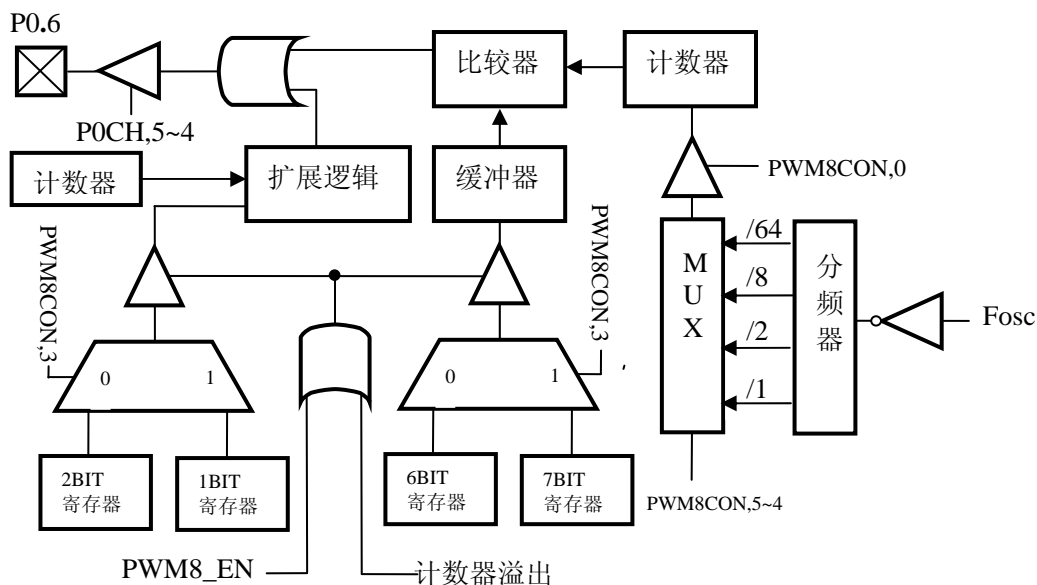 P0.6
比较器
计数器
P0CH,5~4
计数器
扩展逻辑
缓冲器
PWM8CON,0
PWM8CON,3
PWM8CON,3
MUX
/64
/8
/2
/1
分频器
Fosc
0
1
0
1
2BIT
寄存器
1BIT
寄存器
6BIT
寄存器
7BIT
寄存器
PWM8CON,5~4
PWM8_EN
计数器溢出